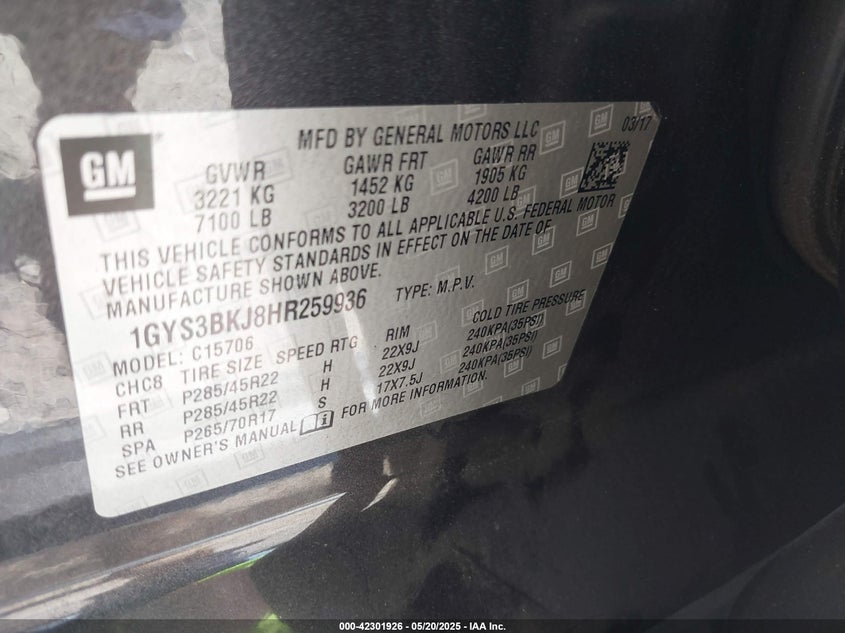 GM
MFD BY GENERAL MOTORS LLC
03/17
GVWR GAWR FRT GAWR RR
3221 KG 1452 KG 1905 KG
7100 LB 3200 LB 4200 LB
THIS VEHICLE CONFORMS TO ALL APPLICABLE U.S. FEDERAL MOTOR
VEHICLE SAFETY STANDARDS IN EFFECT ON THE DATE OF
MANUFACTURE SHOWN ABOVE.
1GYS3BKJ8HR259936 TYPE: M.P.V.
MODEL: C15706
CHC8 TIRE SIZE SPEED RTG RIM COLD TIRE PRESSURE
FRT P285/45R22 H 22X9J 240KPA(35PSI)
RR P285/45R22 H 22X9J 240KPA(35PSI)
SPA P265/70R17 S 17X7.5J 240KPA(35PSI)
SEE OWNER'S MANUAL FOR MORE INFORMATION.
000-42301926 - 05/20/2025 - IAA Inc.